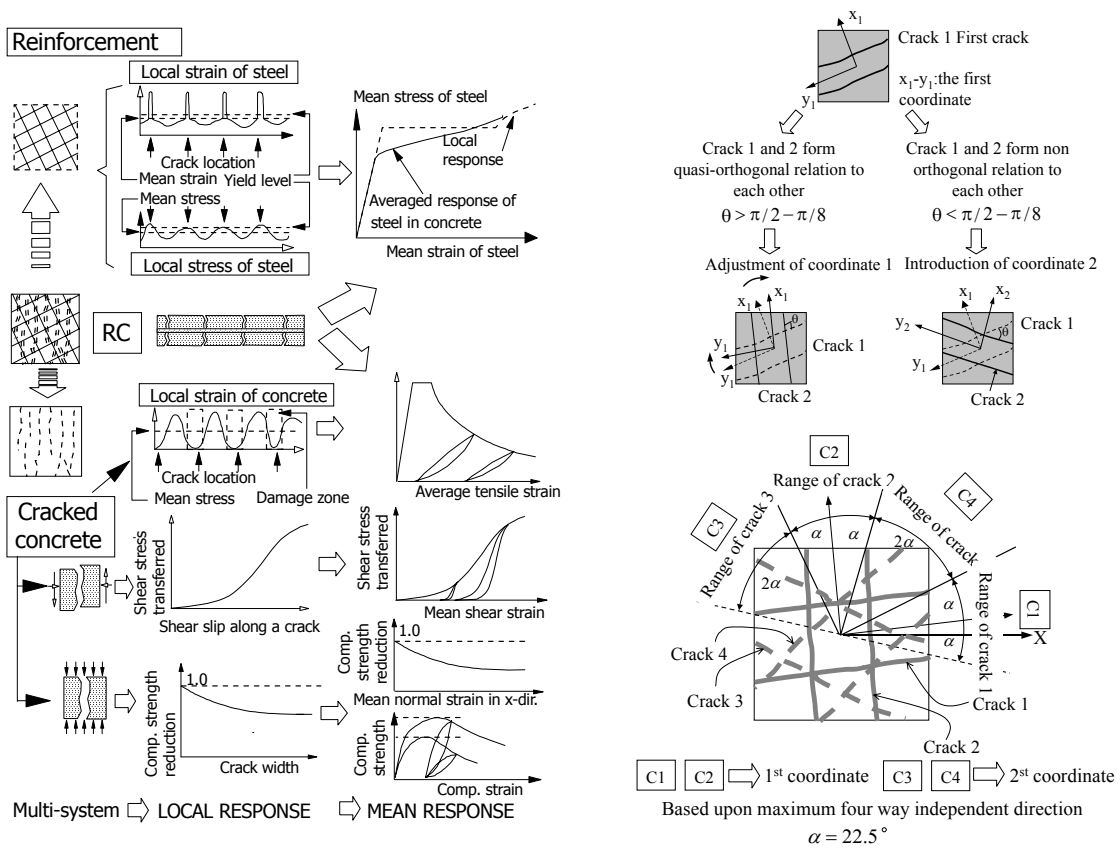 Reinforcement
Local strain of steel
Crack location
Mean strain
Yield level
Mean stress
Local stress of steel
Mean stress of steel
Local
response
Averaged response of
steel in concrete
Mean strain of steel
RC
Local strain of concrete
Crack location
Mean stress
Damage zone
Average tensile strain
Cracked
concrete
Shear stress
transferred
Shear slip along a crack
Shear stress
transferred
Mean shear strain
Comp. strength
reduction
1.0
Crack width
Comp.
strength
reduction
1.0
Mean normal strain in x-dir.
Comp.
strength
Comp. strain
Multi-system
LOCAL RESPONSE
MEAN RESPONSE
x₁
y₁
Crack 1 First crack
x₁-y₁:the first
coordinate
Crack 1 and 2 form
quasi-orthogonal relation to
each other
θ > π/2 − π/8
Crack 1 and 2 form non
orthogonal relation to
each other
θ < π/2 − π/8
Adjustment of coordinate 1
x₁
x₁
θ
y₁
y₁
Crack 1
Crack 2
Introduction of coordinate 2
x₁
x₂
y₂
θ
y₁
Crack 1
Crack 2
C2
Range of crack 2
C3
Range of crack 3
C4
Range of crack
α
α
2α
2α
α
α
Range of crack 1
C1
X
Crack 4
Crack 3
Crack 1
Crack 2
C1
C2
1st coordinate
C3
C4
2st coordinate
Based upon maximum four way independent direction
α = 22.5°